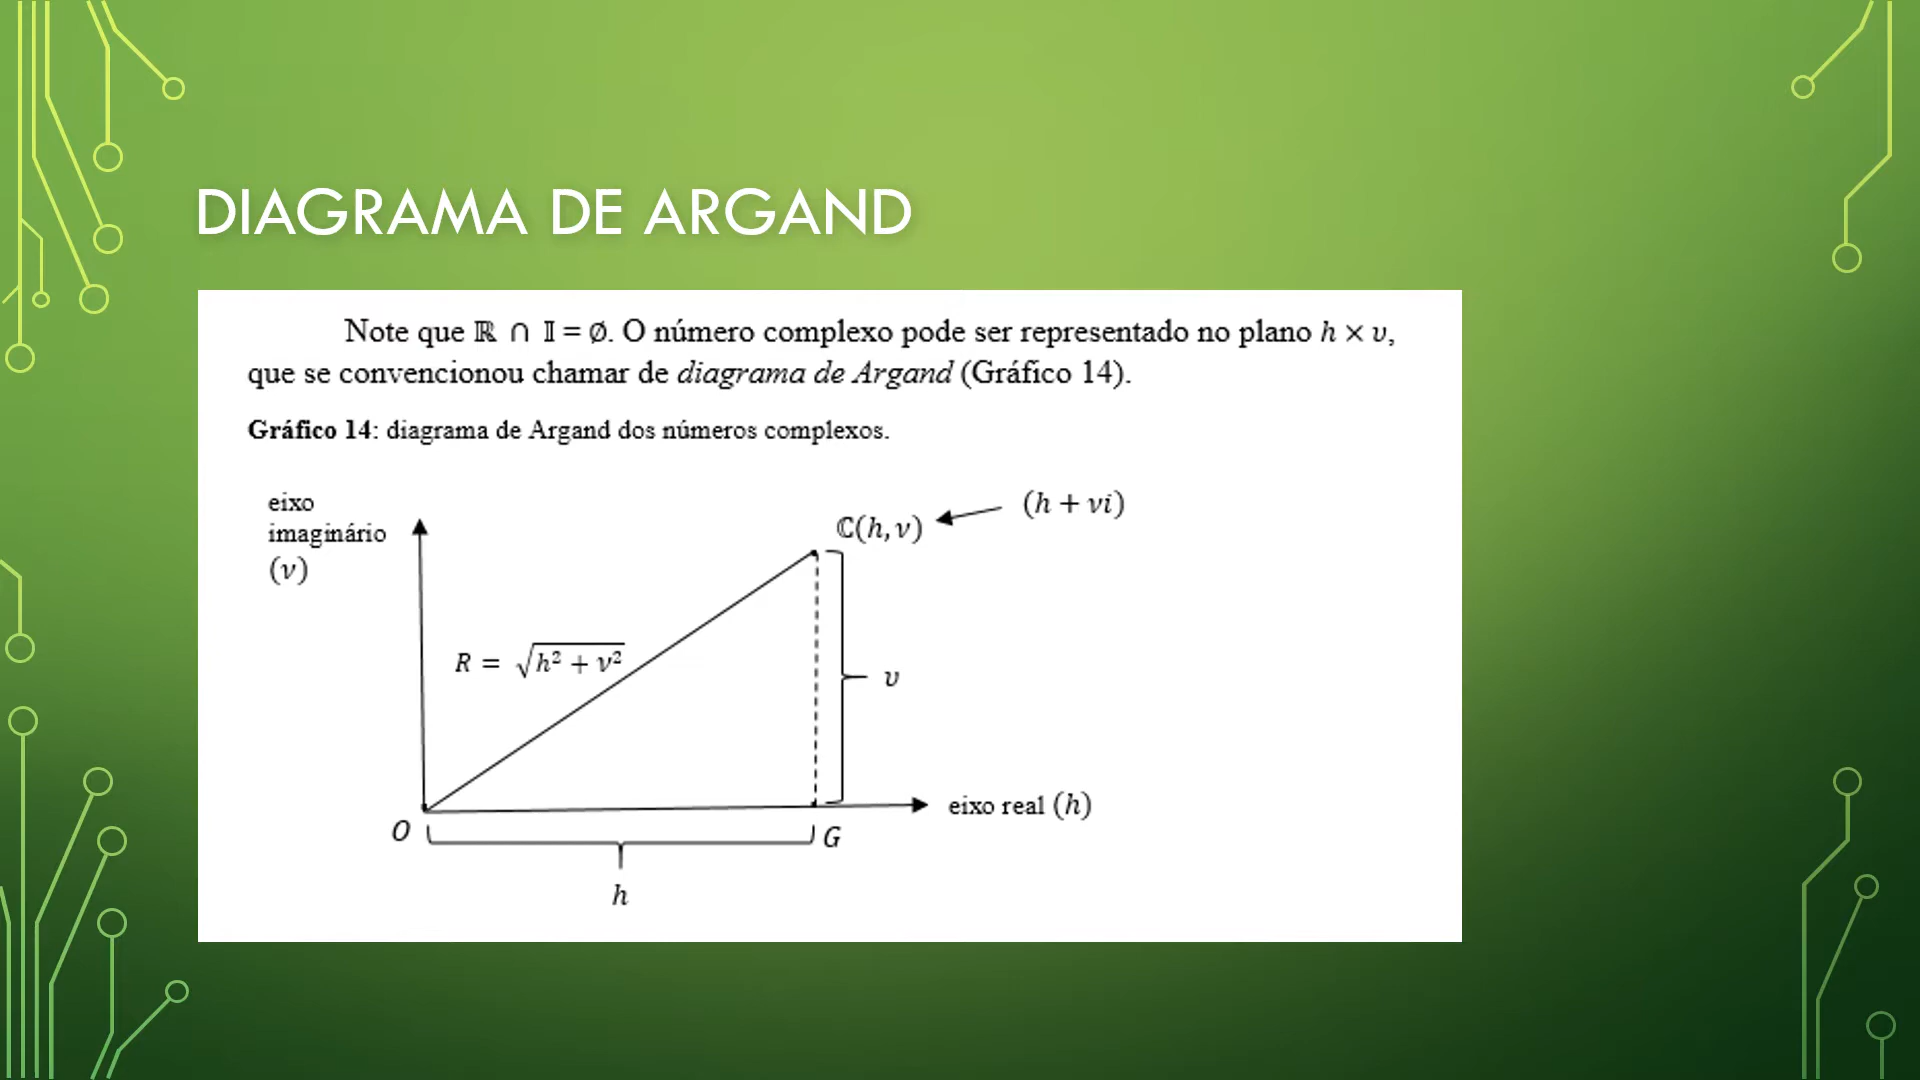 DIAGRAMA DE ARGAND
Note que ℝ ∩ 𝕀 = ∅. O número complexo pode ser representado no plano h × υ,
que se convencionou chamar de diagrama de Argand (Gráfico 14).
Gráfico 14: diagrama de Argand dos números complexos.
eixo
imaginário
(v)
ℂ(h, v)
(h + vi)
R = √(h² + v²)
υ
eixo real (h)
O
G
h